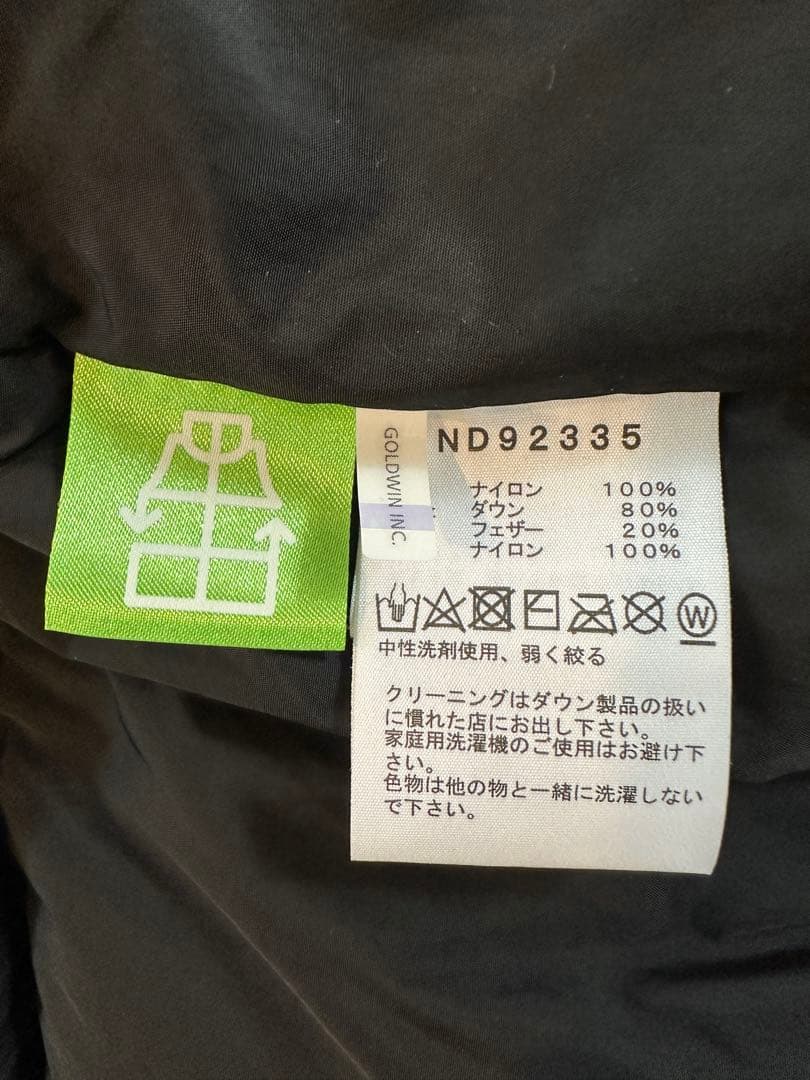 GOLDWIN INC.
ND92335
ナイロン 100%
ダウン 80%
フェザー 20%
ナイロン 100%
W
中性洗剤使用、弱く絞る
クリーニングはダウン製品の扱い
に慣れた店にお出し下さい。
家庭用洗濯機のご使用はお避け下
さい。
色物は他の物と一緒に洗濯しない
で下さい。